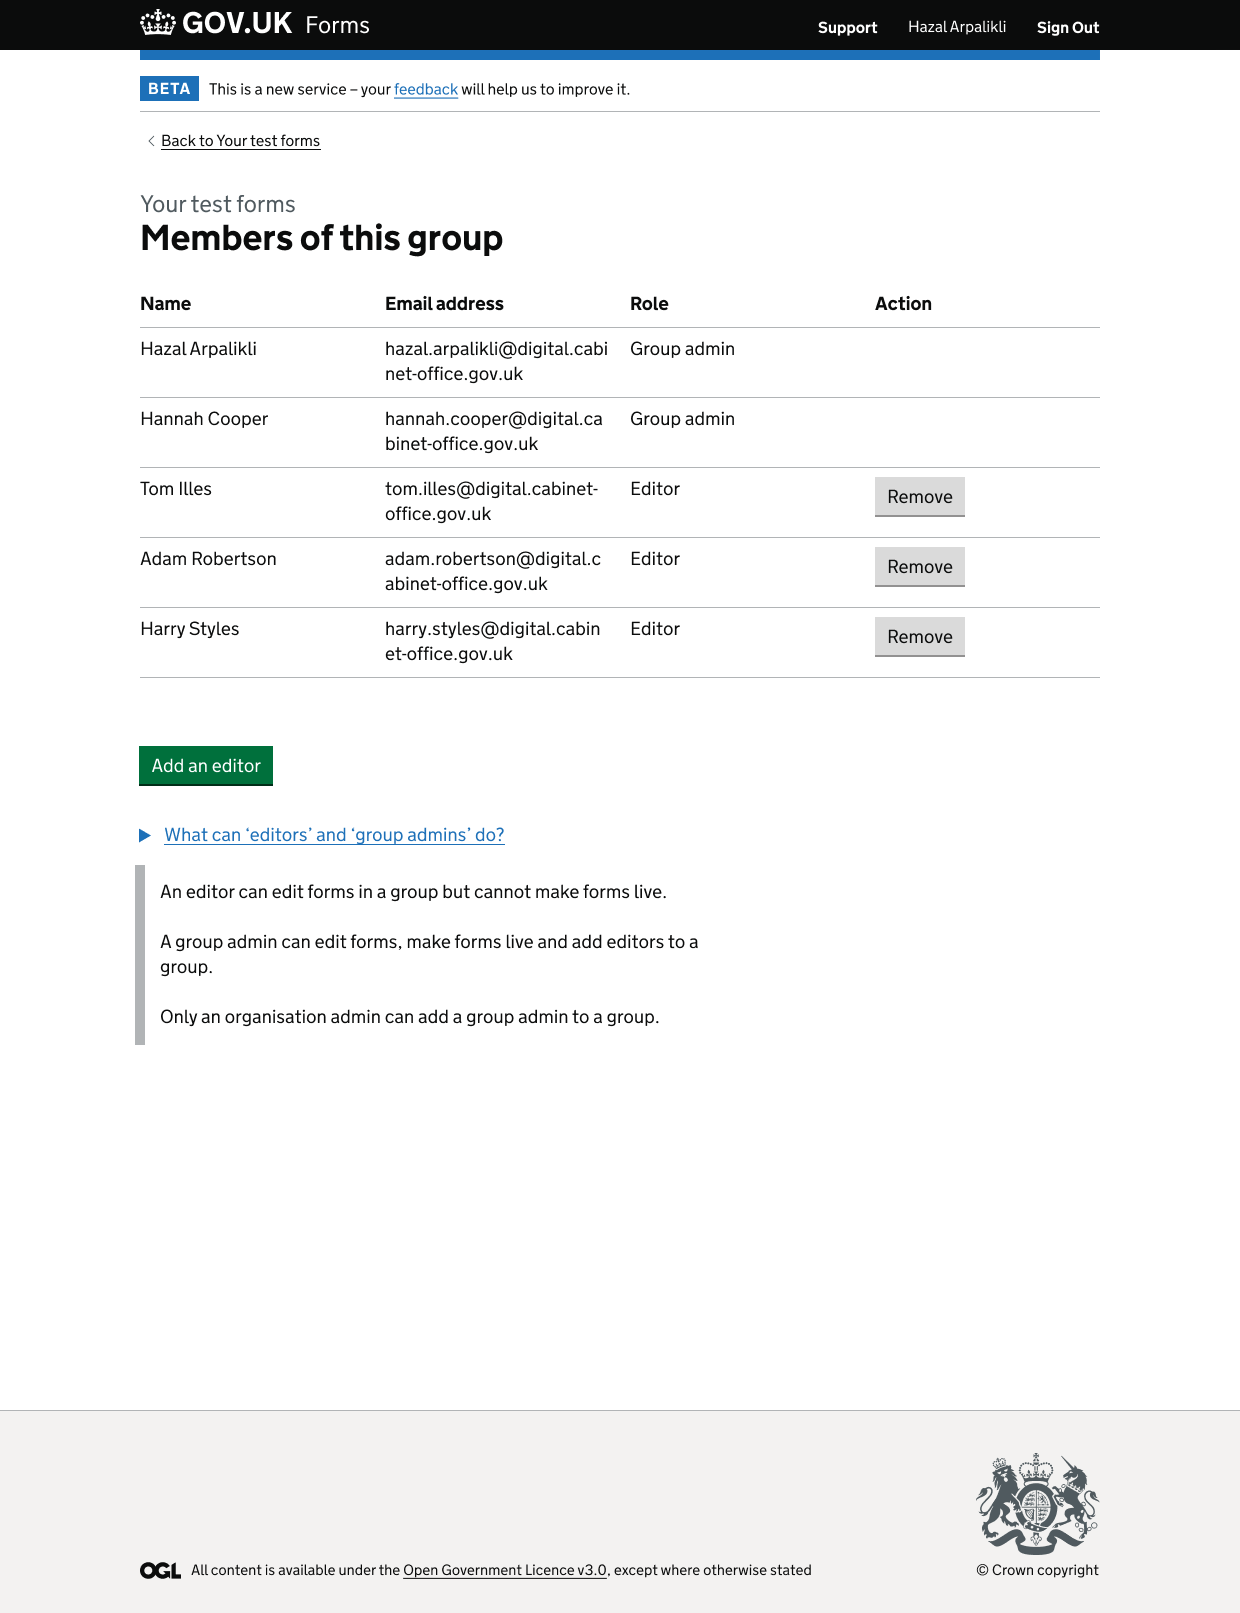 GOV.UK Forms Support Hazal Arpalikli Sign Out
BETA This is a new service – your feedback will help us to improve it.
Back to Your test forms
Your test forms
Members of this group
Name Email address Role Action
Hazal Arpalikli hazal.arpalikli@digital.cabi Group admin
net-office.gov.uk
Hannah Cooper hannah.cooper@digital.ca Group admin
binet-office.gov.uk
Tom Illes tom.illes@digital.cabinet- Editor Remove
office.gov.uk
Adam Robertson adam.robertson@digital.c Editor Remove
abinet-office.gov.uk
Harry Styles harry.styles@digital.cabin Editor Remove
et-office.gov.uk
Add an editor
What can ‘editors’ and ‘group admins’ do?
An editor can edit forms in a group but cannot make forms live.
A group admin can edit forms, make forms live and add editors to a
group.
Only an organisation admin can add a group admin to a group.
OGL All content is available under the Open Government Licence v3.0, except where otherwise stated © Crown copyright